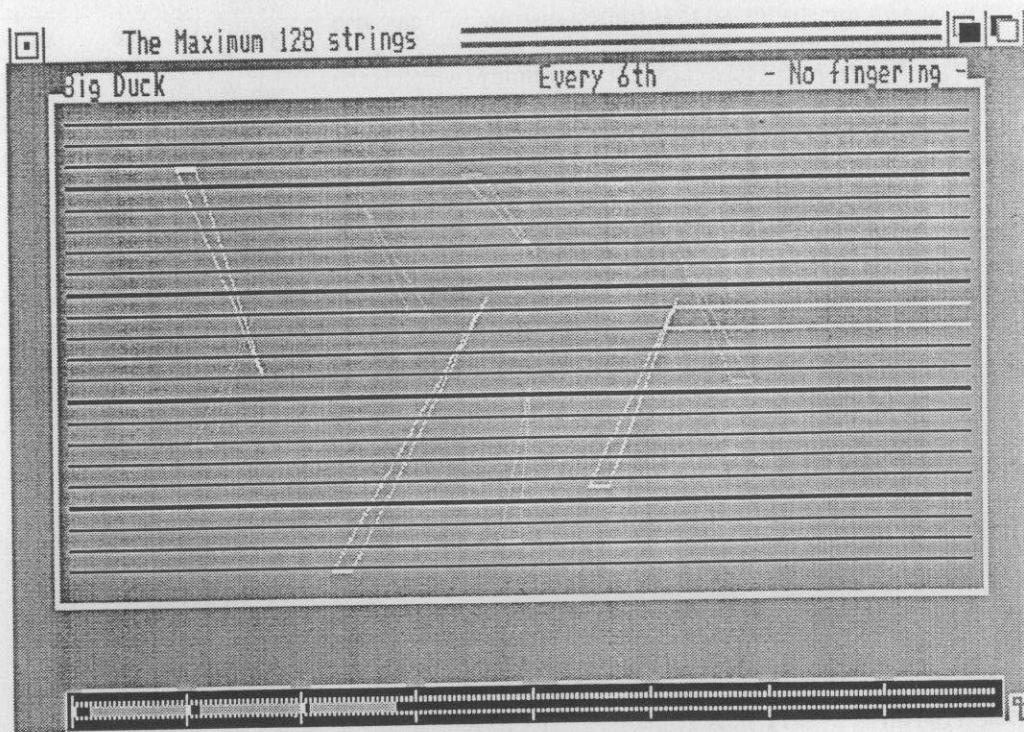 The Maximum 128 strings
Big Duck Every 6th - No fingering -